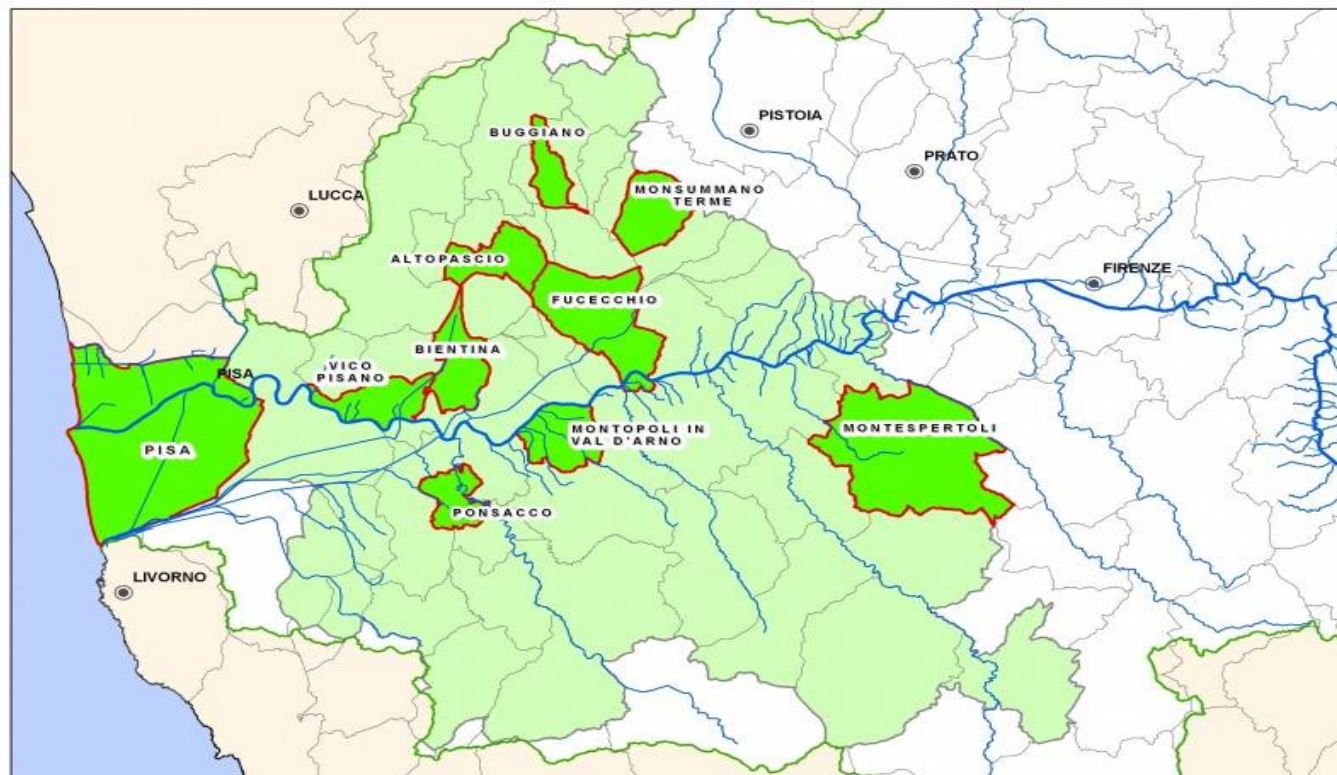 PISTOIA
BUGGIANO
PRATO
MONSUMMANO
TERME
LUCCA
ALTOPASCIO
FIRENZE
FUCECCHIO
BIENTINA
VICO
PISANO
PISA
MONTOPOLI IN
VAL D'ARNO
MONTESPERTOLI
PISA
PONSACCO
LIVORNO